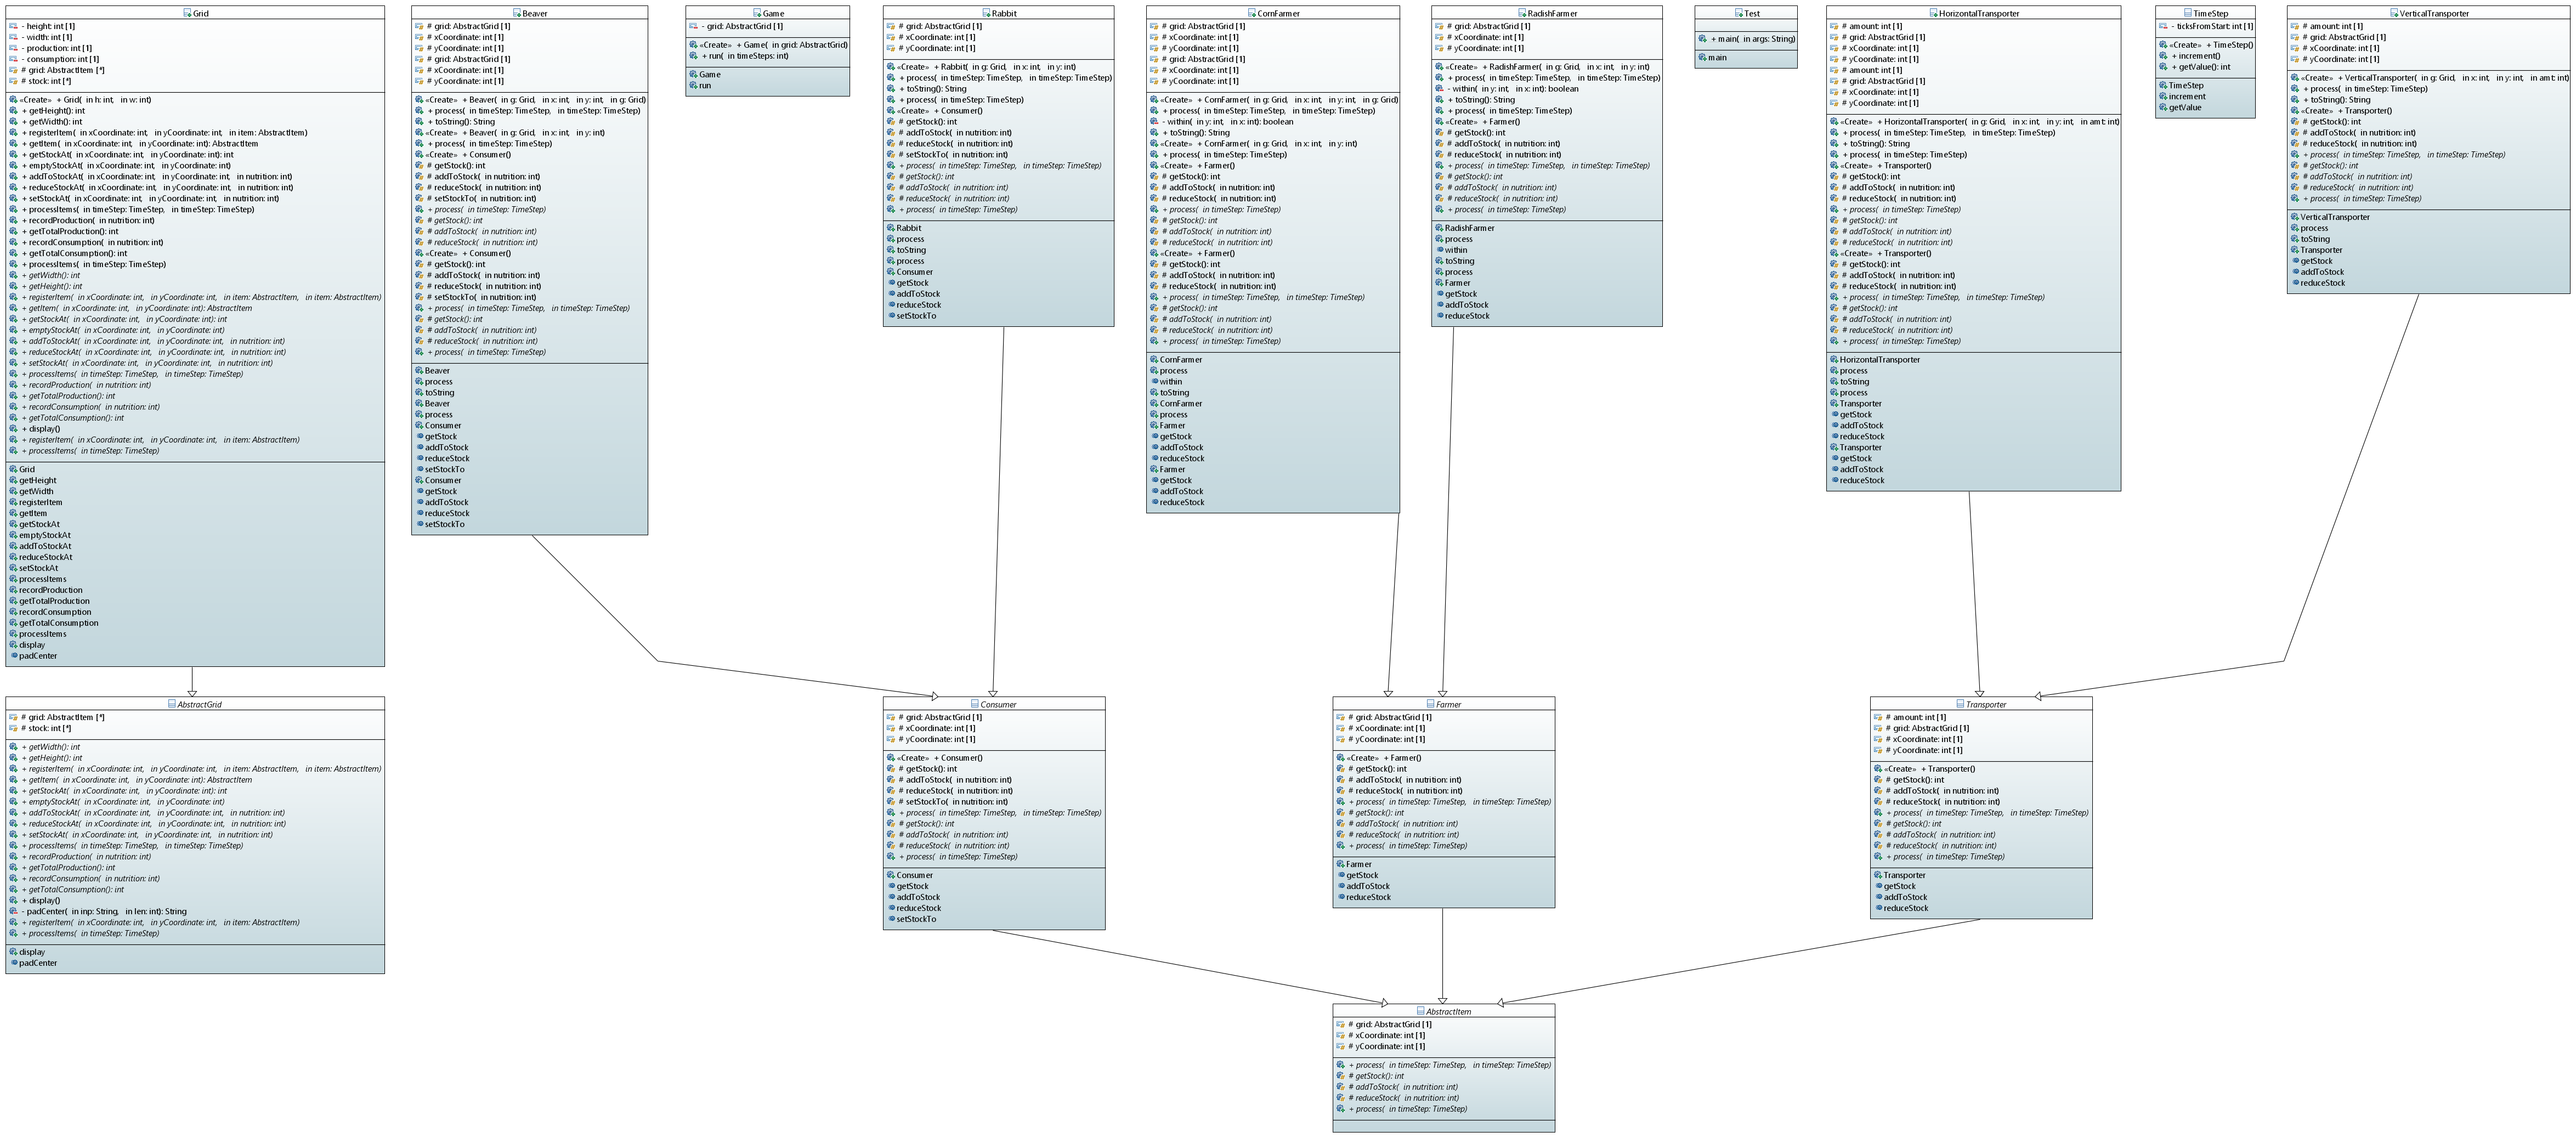 Grid
- height: int [1]
- width: int [1]
- production: int [1]
- consumption: int [1]
# grid: AbstractItem [*]
# stock: int [*]
«Create» + Grid( in h: int, in w: int)
+ getHeight(): int
+ getWidth(): int
+ registerItem( in xCoordinate: int, in yCoordinate: int, in item: AbstractItem)
+ getItem( in xCoordinate: int, in yCoordinate: int): AbstractItem
+ getStockAt( in xCoordinate: int, in yCoordinate: int): int
+ emptyStockAt( in xCoordinate: int, in yCoordinate: int)
+ addToStockAt( in xCoordinate: int, in yCoordinate: int, in nutrition: int)
+ reduceStockAt( in xCoordinate: int, in yCoordinate: int, in nutrition: int)
+ setStockAt( in xCoordinate: int, in yCoordinate: int, in nutrition: int)
+ processItems( in timeStep: TimeStep, in timeStep: TimeStep)
+ recordProduction( in nutrition: int)
+ getTotalProduction(): int
+ recordConsumption( in nutrition: int)
+ getTotalConsumption(): int
+ processItems( in timeStep: TimeStep)
+ getWidth(): int
+ getHeight(): int
+ registerItem( in xCoordinate: int, in yCoordinate: int, in item: AbstractItem, in item: AbstractItem)
+ getItem( in xCoordinate: int, in yCoordinate: int): AbstractItem
+ getStockAt( in xCoordinate: int, in yCoordinate: int): int
+ emptyStockAt( in xCoordinate: int, in yCoordinate: int)
+ addToStockAt( in xCoordinate: int, in yCoordinate: int, in nutrition: int)
+ reduceStockAt( in xCoordinate: int, in yCoordinate: int, in nutrition: int)
+ setStockAt( in xCoordinate: int, in yCoordinate: int, in nutrition: int)
+ processItems( in timeStep: TimeStep, in timeStep: TimeStep)
+ recordProduction( in nutrition: int)
+ getTotalProduction(): int
+ recordConsumption( in nutrition: int)
+ getTotalConsumption(): int
+ display()
+ registerItem( in xCoordinate: int, in yCoordinate: int, in item: AbstractItem)
+ processItems( in timeStep: TimeStep)
Grid
getHeight
getWidth
registerItem
getItem
getStockAt
emptyStockAt
addToStockAt
reduceStockAt
setStockAt
processItems
recordProduction
getTotalProduction
recordConsumption
getTotalConsumption
processItems
display
padCenter
Beaver
# grid: AbstractGrid [1]
# xCoordinate: int [1]
# yCoordinate: int [1]
# grid: AbstractGrid [1]
# xCoordinate: int [1]
# yCoordinate: int [1]
«Create» + Beaver( in g: Grid, in x: int, in y: int, in g: Grid)
+ process( in timeStep: TimeStep, in timeStep: TimeStep)
+ toString(): String
«Create» + Beaver( in g: Grid, in x: int, in y: int)
+ process( in timeStep: TimeStep)
«Create» + Consumer()
# getStock(): int
# addToStock( in nutrition: int)
# reduceStock( in nutrition: int)
# setStockTo( in nutrition: int)
+ process( in timeStep: TimeStep)
# getStock(): int
# addToStock( in nutrition: int)
# reduceStock( in nutrition: int)
«Create» + Consumer()
# getStock(): int
# addToStock( in nutrition: int)
# reduceStock( in nutrition: int)
# setStockTo( in nutrition: int)
+ process( in timeStep: TimeStep, in timeStep: TimeStep)
# getStock(): int
# addToStock( in nutrition: int)
# reduceStock( in nutrition: int)
+ process( in timeStep: TimeStep)
Beaver
process
toString
Beaver
process
Consumer
getStock
addToStock
reduceStock
setStockTo
Consumer
getStock
addToStock
reduceStock
setStockTo
Game
- grid: AbstractGrid [1]
«Create» + Game( in grid: AbstractGrid)
+ run( in timeSteps: int)
Game
run
Rabbit
# grid: AbstractGrid [1]
# xCoordinate: int [1]
# yCoordinate: int [1]
«Create» + Rabbit( in g: Grid, in x: int, in y: int)
+ process( in timeStep: TimeStep, in timeStep: TimeStep)
+ toString(): String
+ process( in timeStep: TimeStep)
«Create» + Consumer()
# getStock(): int
# addToStock( in nutrition: int)
# reduceStock( in nutrition: int)
# setStockTo( in nutrition: int)
+ process( in timeStep: TimeStep, in timeStep: TimeStep)
# getStock(): int
# addToStock( in nutrition: int)
# reduceStock( in nutrition: int)
+ process( in timeStep: TimeStep)
Rabbit
process
toString
process
Consumer
getStock
addToStock
reduceStock
setStockTo
CornFarmer
# grid: AbstractGrid [1]
# xCoordinate: int [1]
# yCoordinate: int [1]
# grid: AbstractGrid [1]
# xCoordinate: int [1]
# yCoordinate: int [1]
«Create» + CornFarmer( in g: Grid, in x: int, in y: int, in g: Grid)
+ process( in timeStep: TimeStep, in timeStep: TimeStep)
- within( in y: int, in x: int): boolean
+ toString(): String
«Create» + CornFarmer( in g: Grid, in x: int, in y: int)
+ process( in timeStep: TimeStep)
«Create» + Farmer()
# getStock(): int
# addToStock( in nutrition: int)
# reduceStock( in nutrition: int)
+ process( in timeStep: TimeStep)
# getStock(): int
# addToStock( in nutrition: int)
# reduceStock( in nutrition: int)
«Create» + Farmer()
# getStock(): int
# addToStock( in nutrition: int)
# reduceStock( in nutrition: int)
+ process( in timeStep: TimeStep, in timeStep: TimeStep)
# getStock(): int
# addToStock( in nutrition: int)
# reduceStock( in nutrition: int)
+ process( in timeStep: TimeStep)
CornFarmer
process
within
toString
CornFarmer
process
Farmer
getStock
addToStock
reduceStock
Farmer
getStock
addToStock
reduceStock
RadishFarmer
# grid: AbstractGrid [1]
# xCoordinate: int [1]
# yCoordinate: int [1]
«Create» + RadishFarmer( in g: Grid, in x: int, in y: int)
+ process( in timeStep: TimeStep, in timeStep: TimeStep)
- within( in y: int, in x: int): boolean
+ toString(): String
+ process( in timeStep: TimeStep)
«Create» + Farmer()
# getStock(): int
# addToStock( in nutrition: int)
# reduceStock( in nutrition: int)
+ process( in timeStep: TimeStep, in timeStep: TimeStep)
# getStock(): int
# addToStock( in nutrition: int)
# reduceStock( in nutrition: int)
+ process( in timeStep: TimeStep)
RadishFarmer
process
within
toString
process
Farmer
getStock
addToStock
reduceStock
Test
+ main( in args: String)
main
HorizontalTransporter
# amount: int [1]
# grid: AbstractGrid [1]
# xCoordinate: int [1]
# yCoordinate: int [1]
# amount: int [1]
# grid: AbstractGrid [1]
# xCoordinate: int [1]
# yCoordinate: int [1]
«Create» + HorizontalTransporter( in g: Grid, in x: int, in y: int, in amt: int)
+ process( in timeStep: TimeStep, in timeStep: TimeStep)
+ toString(): String
+ process( in timeStep: TimeStep)
«Create» + Transporter()
# getStock(): int
# addToStock( in nutrition: int)
# reduceStock( in nutrition: int)
+ process( in timeStep: TimeStep)
# getStock(): int
# addToStock( in nutrition: int)
# reduceStock( in nutrition: int)
«Create» + Transporter()
# getStock(): int
# addToStock( in nutrition: int)
# reduceStock( in nutrition: int)
+ process( in timeStep: TimeStep, in timeStep: TimeStep)
# getStock(): int
# addToStock( in nutrition: int)
# reduceStock( in nutrition: int)
+ process( in timeStep: TimeStep)
HorizontalTransporter
process
toString
process
Transporter
getStock
addToStock
reduceStock
Transporter
getStock
addToStock
reduceStock
TimeStep
- ticksFromStart: int [1]
«Create» + TimeStep()
+ increment()
+ getValue(): int
TimeStep
increment
getValue
VerticalTransporter
# amount: int [1]
# grid: AbstractGrid [1]
# xCoordinate: int [1]
# yCoordinate: int [1]
«Create» + VerticalTransporter( in g: Grid, in x: int, in y: int, in amt: int)
+ process( in timeStep: TimeStep)
+ toString(): String
«Create» + Transporter()
# getStock(): int
# addToStock( in nutrition: int)
# reduceStock( in nutrition: int)
+ process( in timeStep: TimeStep, in timeStep: TimeStep)
# getStock(): int
# addToStock( in nutrition: int)
# reduceStock( in nutrition: int)
+ process( in timeStep: TimeStep)
VerticalTransporter
process
toString
Transporter
getStock
addToStock
reduceStock
AbstractGrid
# grid: AbstractItem [*]
# stock: int [*]
+ getWidth(): int
+ getHeight(): int
+ registerItem( in xCoordinate: int, in yCoordinate: int, in item: AbstractItem, in item: AbstractItem)
+ getItem( in xCoordinate: int, in yCoordinate: int): AbstractItem
+ getStockAt( in xCoordinate: int, in yCoordinate: int): int
+ emptyStockAt( in xCoordinate: int, in yCoordinate: int)
+ addToStockAt( in xCoordinate: int, in yCoordinate: int, in nutrition: int)
+ reduceStockAt( in xCoordinate: int, in yCoordinate: int, in nutrition: int)
+ setStockAt( in xCoordinate: int, in yCoordinate: int, in nutrition: int)
+ processItems( in timeStep: TimeStep, in timeStep: TimeStep)
+ recordProduction( in nutrition: int)
+ getTotalProduction(): int
+ recordConsumption( in nutrition: int)
+ getTotalConsumption(): int
+ display()
- padCenter( in inp: String, in len: int): String
+ registerItem( in xCoordinate: int, in yCoordinate: int, in item: AbstractItem)
+ processItems( in timeStep: TimeStep)
display
padCenter
Consumer
# grid: AbstractGrid [1]
# xCoordinate: int [1]
# yCoordinate: int [1]
«Create» + Consumer()
# getStock(): int
# addToStock( in nutrition: int)
# reduceStock( in nutrition: int)
# setStockTo( in nutrition: int)
+ process( in timeStep: TimeStep, in timeStep: TimeStep)
# getStock(): int
# addToStock( in nutrition: int)
# reduceStock( in nutrition: int)
+ process( in timeStep: TimeStep)
Consumer
getStock
addToStock
reduceStock
setStockTo
Farmer
# grid: AbstractGrid [1]
# xCoordinate: int [1]
# yCoordinate: int [1]
«Create» + Farmer()
# getStock(): int
# addToStock( in nutrition: int)
# reduceStock( in nutrition: int)
+ process( in timeStep: TimeStep, in timeStep: TimeStep)
# getStock(): int
# addToStock( in nutrition: int)
# reduceStock( in nutrition: int)
+ process( in timeStep: TimeStep)
Farmer
getStock
addToStock
reduceStock
Transporter
# amount: int [1]
# grid: AbstractGrid [1]
# xCoordinate: int [1]
# yCoordinate: int [1]
«Create» + Transporter()
# getStock(): int
# addToStock( in nutrition: int)
# reduceStock( in nutrition: int)
+ process( in timeStep: TimeStep, in timeStep: TimeStep)
# getStock(): int
# addToStock( in nutrition: int)
# reduceStock( in nutrition: int)
+ process( in timeStep: TimeStep)
Transporter
getStock
addToStock
reduceStock
AbstractItem
# grid: AbstractGrid [1]
# xCoordinate: int [1]
# yCoordinate: int [1]
+ process( in timeStep: TimeStep, in timeStep: TimeStep)
# getStock(): int
# addToStock( in nutrition: int)
# reduceStock( in nutrition: int)
+ process( in timeStep: TimeStep)